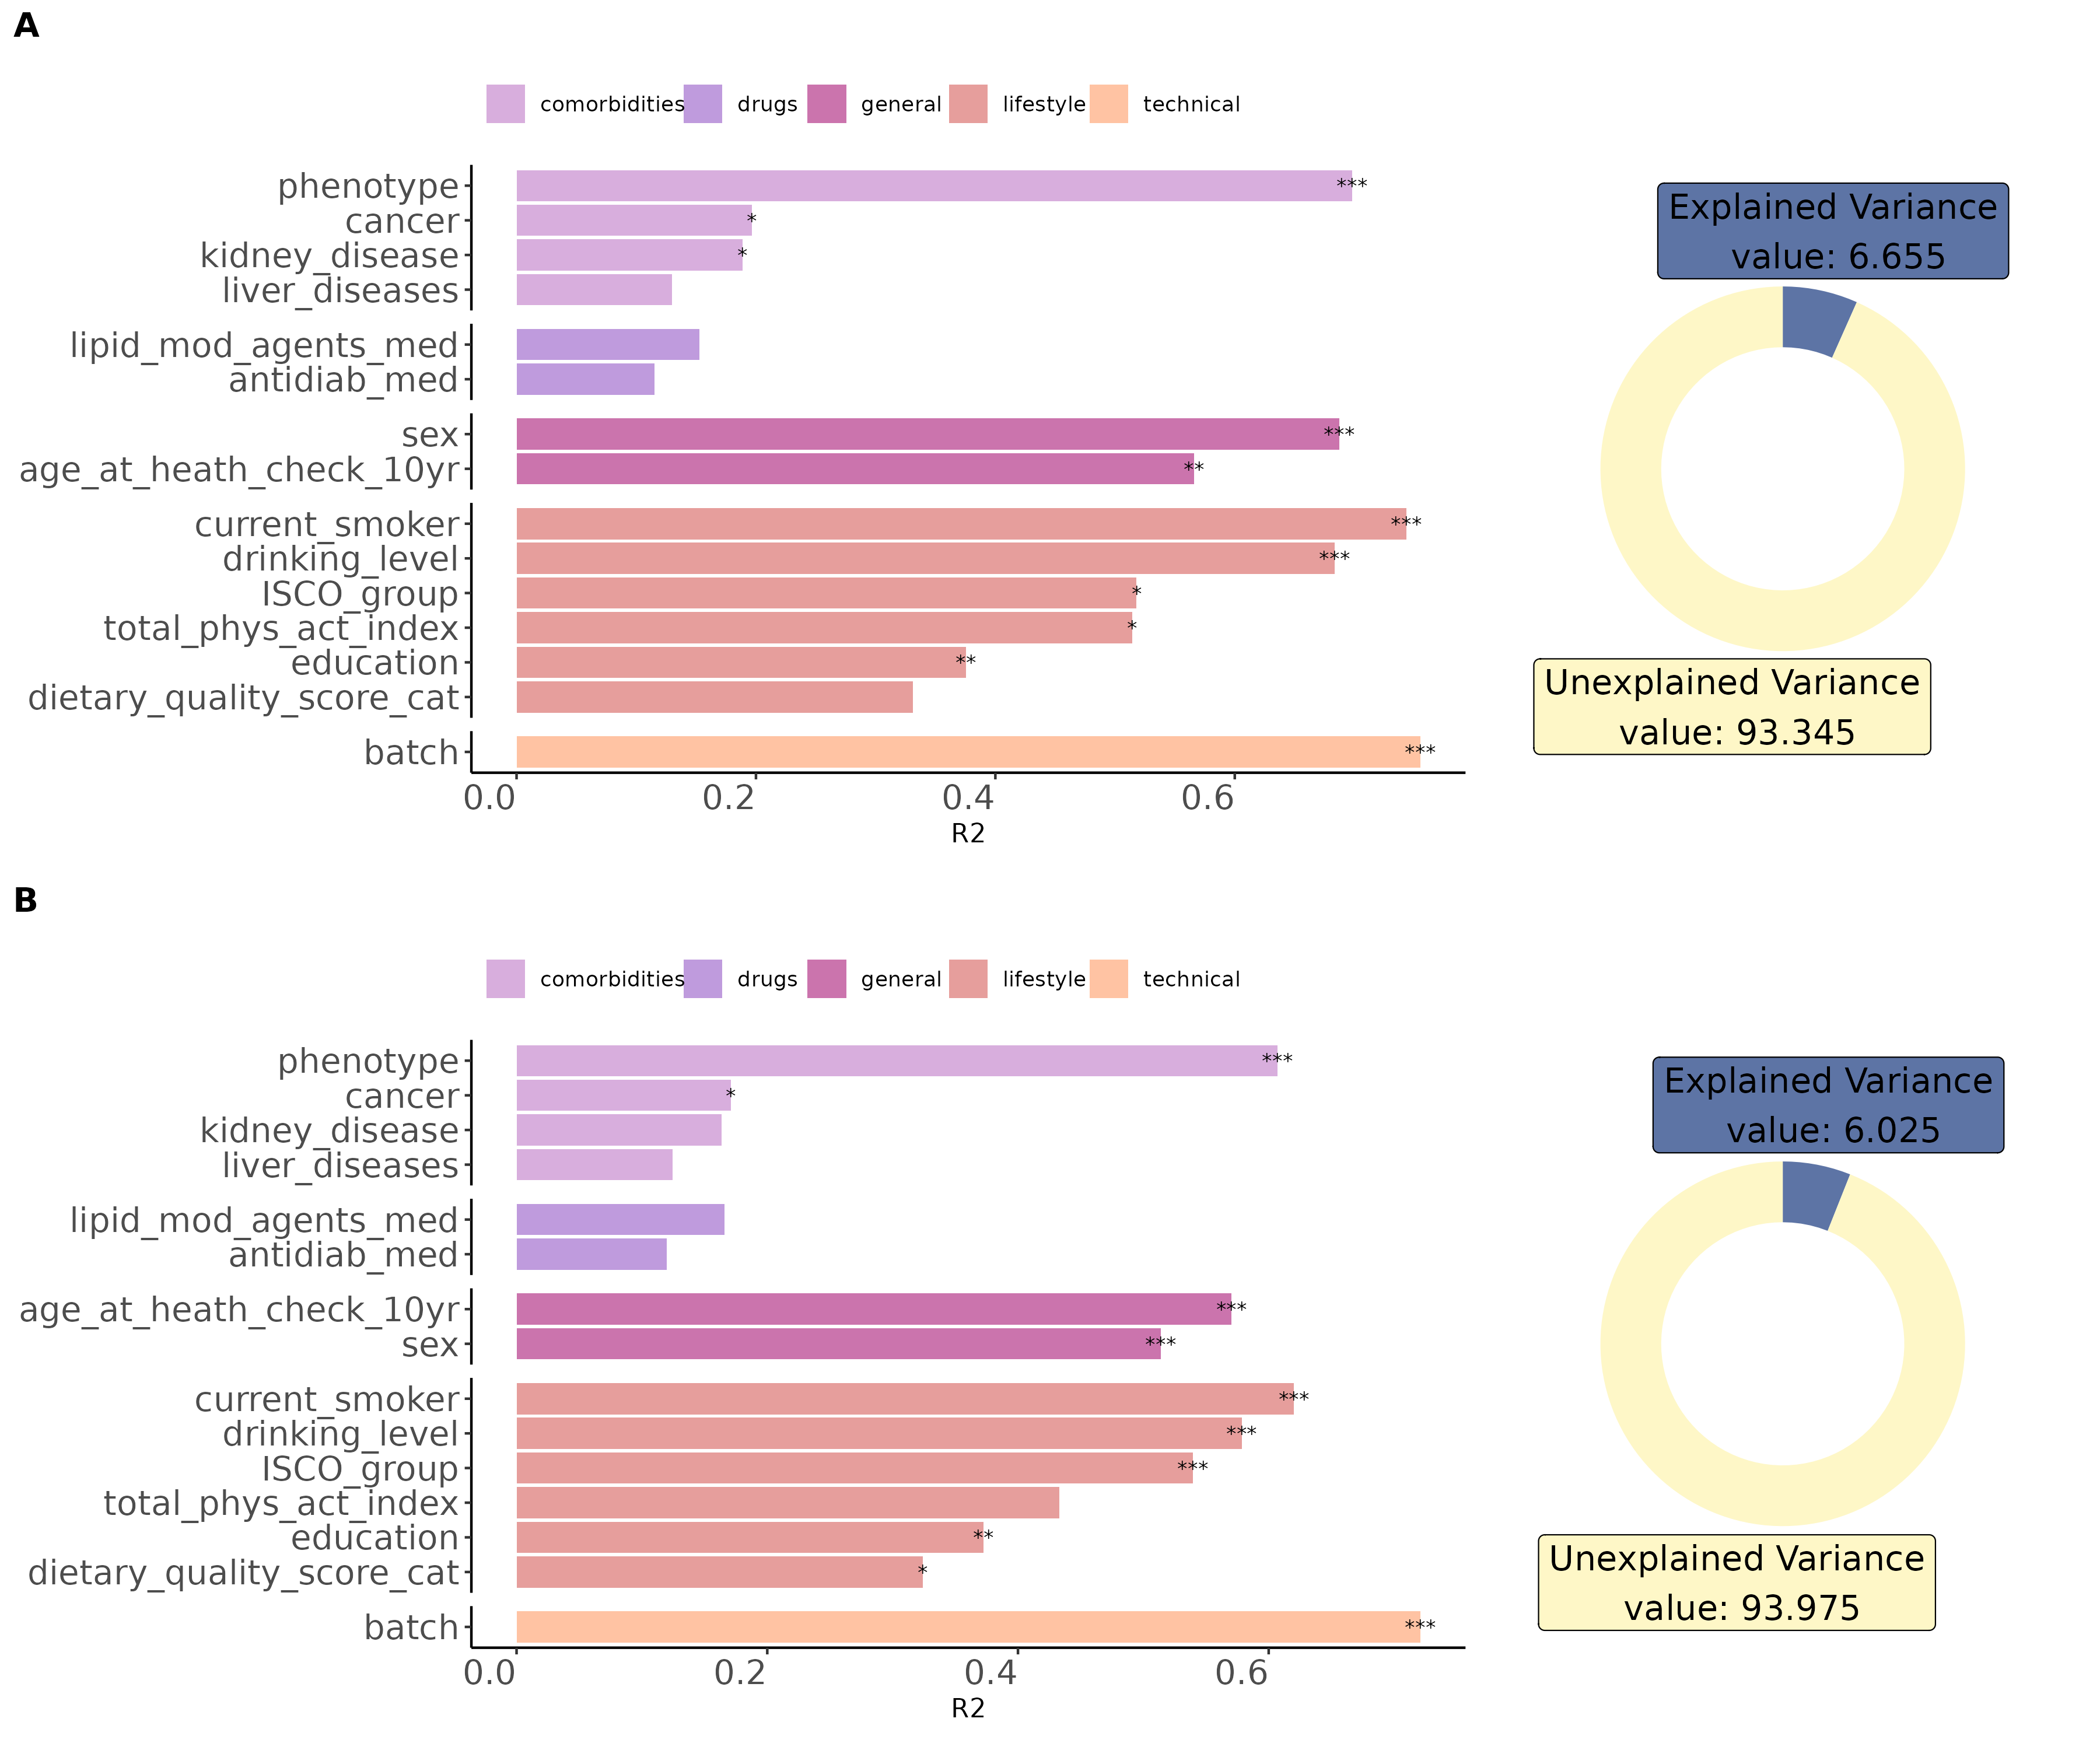 A
comorbidities drugs general lifestyle technical
phenotype ***
cancer *
kidney_disease *
liver_diseases
lipid_mod_agents_med
antidiab_med
sex ***
age_at_heath_check_10yr **
current_smoker ***
drinking_level ***
ISCO_group *
total_phys_act_index *
education **
dietary_quality_score_cat
batch ***
0.0 0.2 0.4 0.6
R2
Explained Variance
value: 6.655
Unexplained Variance
value: 93.345
B
comorbidities drugs general lifestyle technical
phenotype ***
cancer *
kidney_disease
liver_diseases
lipid_mod_agents_med
antidiab_med
age_at_heath_check_10yr ***
sex ***
current_smoker ***
drinking_level ***
ISCO_group ***
total_phys_act_index
education **
dietary_quality_score_cat *
batch ***
0.0 0.2 0.4 0.6
R2
Explained Variance
value: 6.025
Unexplained Variance
value: 93.975